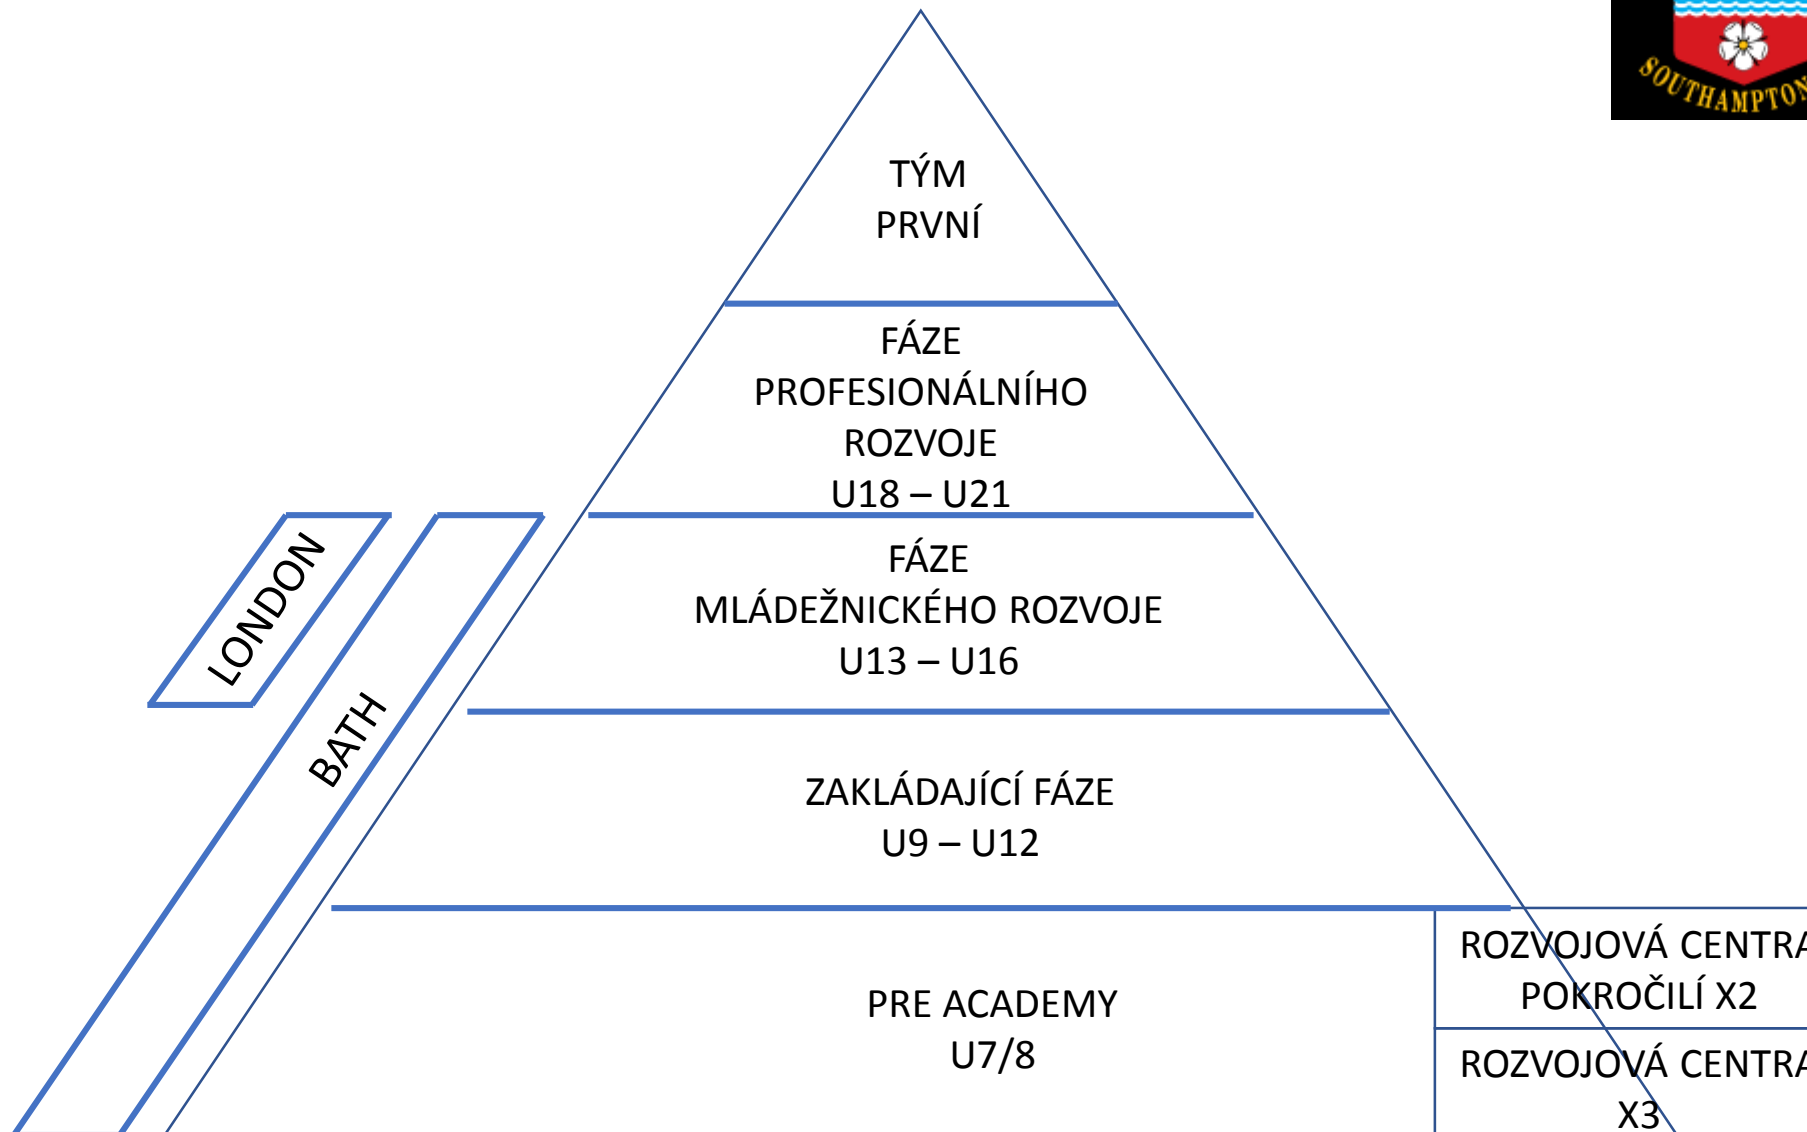 SOUTHAMPTON
TÝM
PRVNÍ
FÁZE
PROFESIONÁLNÍHO
ROZVOJE
U18 – U21
LONDON
FÁZE
MLÁDEŽNICKÉHO ROZVOJE
U13 – U16
BATH
ZAKLÁDAJÍCÍ FÁZE
U9 – U12
PRE ACADEMY
U7/8
ROZVOJOVÁ CENTRA
POKROČILÍ X2
ROZVOJOVÁ CENTRA
X3